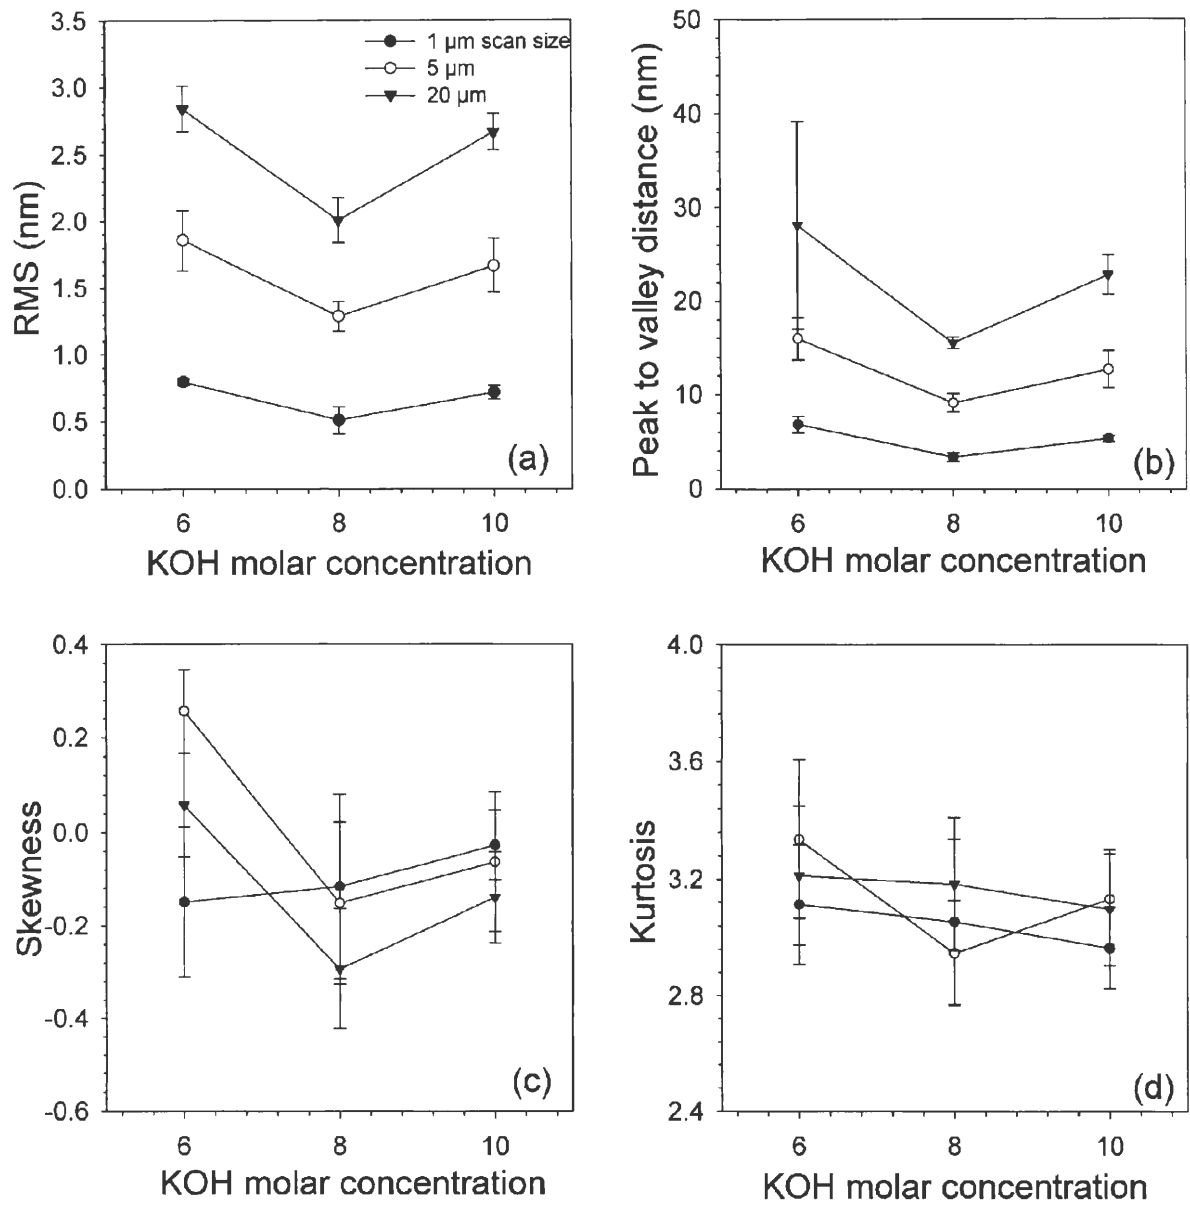 3.5
3.0
2.5
2.0
1.5
1.0
0.5
0.0
RMS (nm)
1 µm scan size
5 µm
20 µm
(a)
6 8 10
KOH molar concentration
50
40
30
20
10
0
Peak to valley distance (nm)
(b)
6 8 10
KOH molar concentration
0.4
0.2
0.0
-0.2
-0.4
-0.6
Skewness
(c)
6 8 10
KOH molar concentration
4.0
3.6
3.2
2.8
2.4
Kurtosis
(d)
6 8 10
KOH molar concentration